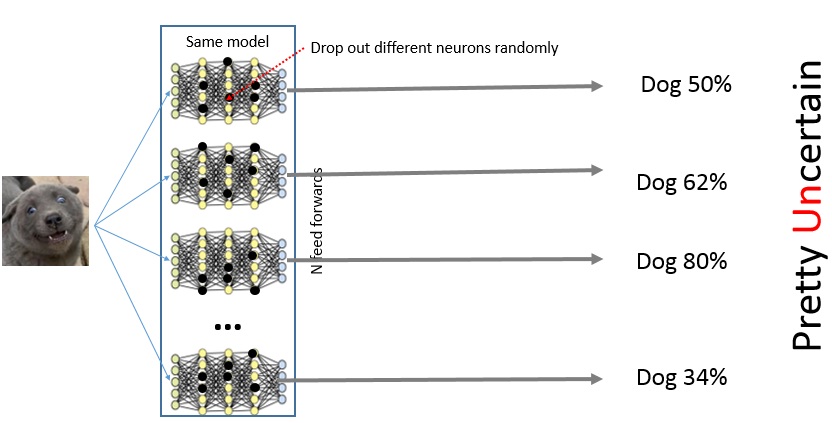 Same model
Drop out different neurons randomly
Dog 50%
Dog 62%
N feed forwards
Dog 80%
...
Dog 34%
Pretty Uncertain